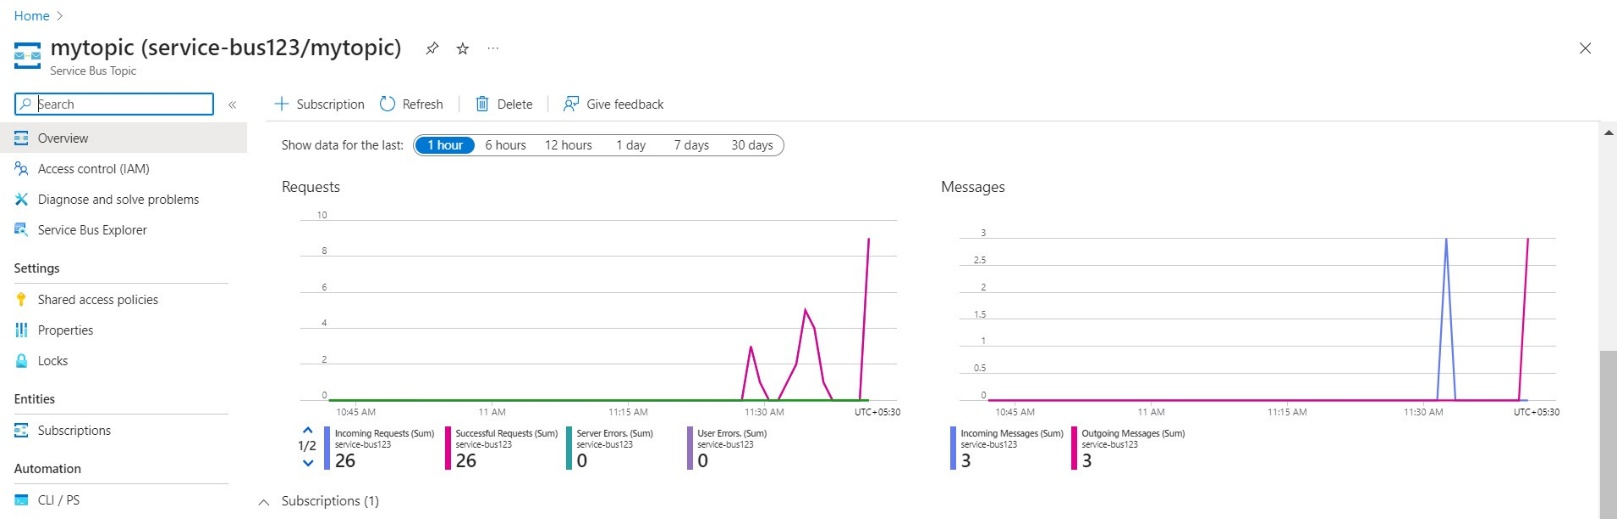 Home
mytopic (service-bus123/mytopic)
Service Bus Topic
Search
Subscription Refresh Delete Give feedback
Overview
Access control (IAM)
Diagnose and solve problems
Service Bus Explorer
Settings
Shared access policies
Properties
Locks
Entities
Subscriptions
Automation
CLI / PS
Show data for the last: 1 hour 6 hours 12 hours 1 day 7 days 30 days
Requests
10
8
6
4
2
0
10:45 AM 11 AM 11:15 AM 11:30 AM UTC+05:30
1/2
Incoming Requests (Sum)
service-bus123
26
Successful Requests (Sum)
service-bus123
26
Server Errors. (Sum)
service-bus123
0
User Errors. (Sum)
service-bus123
0
Messages
3
2.5
2
1.5
1
0.5
0
10:45 AM 11 AM 11:15 AM 11:30 AM UTC+05:30
Incoming Messages (Sum)
service-bus123
3
Outgoing Messages (Sum)
service-bus123
3
Subscriptions (1)